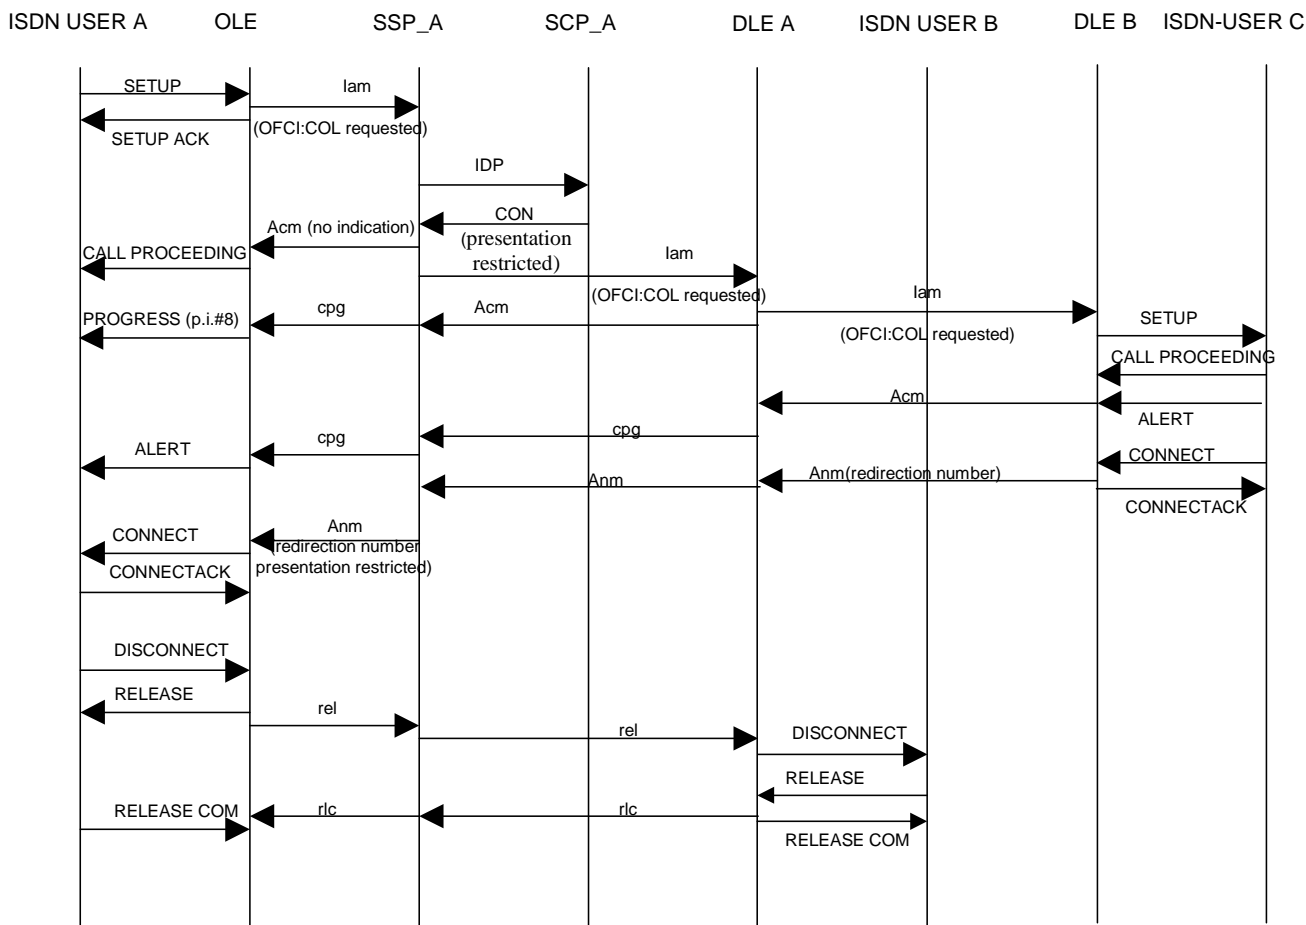 ISDN USER A OLE SSP_A SCP_A DLE A ISDN USER B DLE B ISDN-USER C
SETUP Iam
SETUP ACK (OFCI:COL requested)
IDP
CON
Acm (no indication)
(presentation
restricted)
CALL PROCEEDING
Iam
(OFCI:COL requested)
Iam
PROGRESS (p.i.#8) cpg Acm
(OFCI:COL requested)
SETUP
CALL PROCEEDING
Acm
ALERT
cpg
cpg
ALERT
CONNECT
Anm(redirection number)
Anm
CONNECTACK
Anm
CONNECT
(redirection number
presentation restricted)
CONNECTACK
DISCONNECT
RELEASE
rel
rel
DISCONNECT
RELEASE
RELEASE COM rlc rlc
RELEASE COM